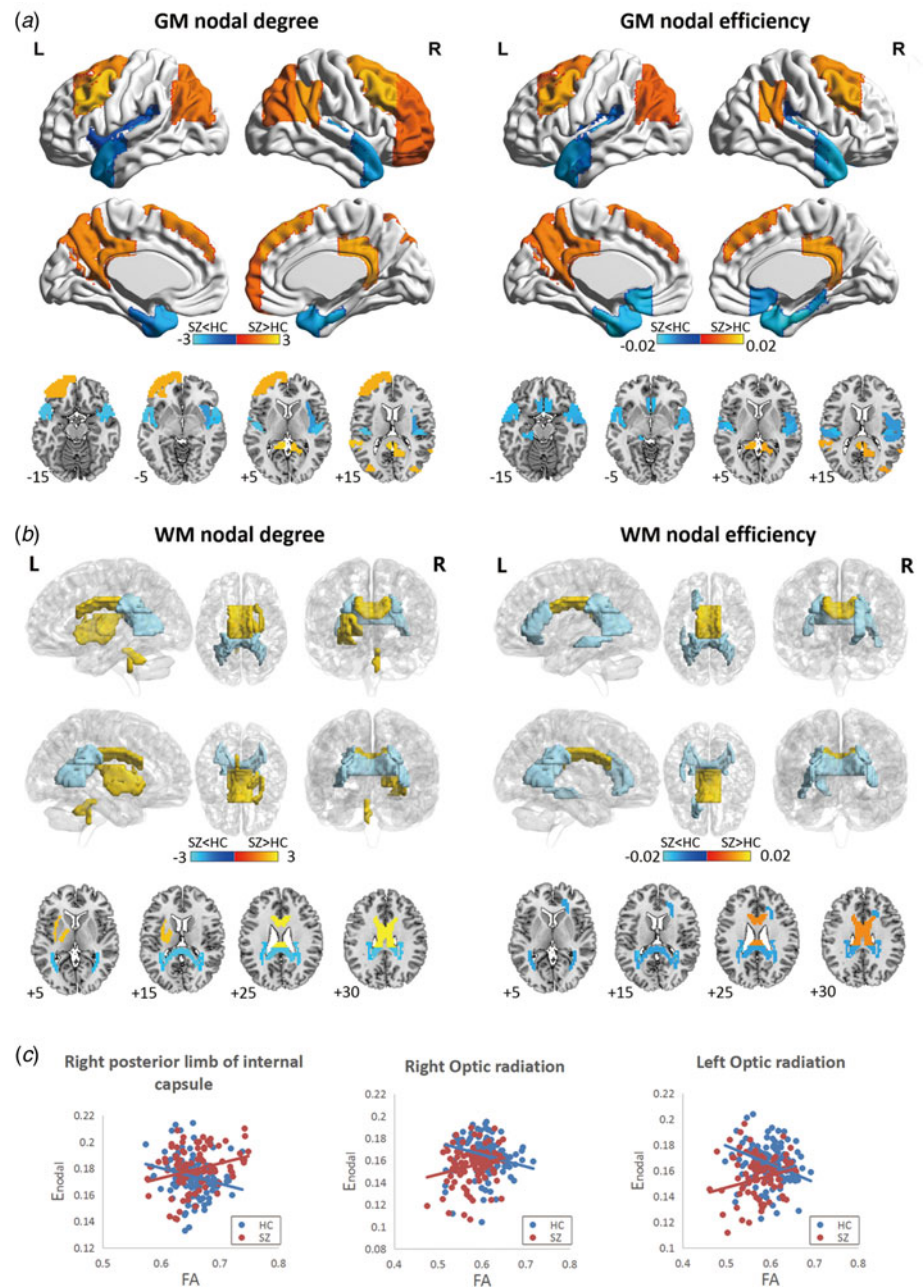 (a)
GM nodal degree
GM nodal efficiency
L R L R
SZ<HC SZ>HC
-3 3
SZ<HC SZ>HC
-0.02 0.02
-15 -5 +5 +15
-15 -5 +5 +15
(b)
WM nodal degree
WM nodal efficiency
L R L R
SZ<HC SZ>HC
-3 3
SZ<HC SZ>HC
-0.02 0.02
+5 +15 +25 +30
+5 +15 +25 +30
(c)
Right posterior limb of internal
capsule
0.22
0.2
0.18
0.16
0.14
0.12
Enodal
0.5 0.6 0.7 0.8
FA
HC
SZ
Right Optic radiation
0.24
0.2
0.16
0.12
0.08
Enodal
0.4 0.5 0.6 0.7 0.8
FA
HC
SZ
Left Optic radiation
0.22
0.2
0.18
0.16
0.14
0.12
0.1
Enodal
0.4 0.5 0.6 0.7 0.8
FA
HC
SZ